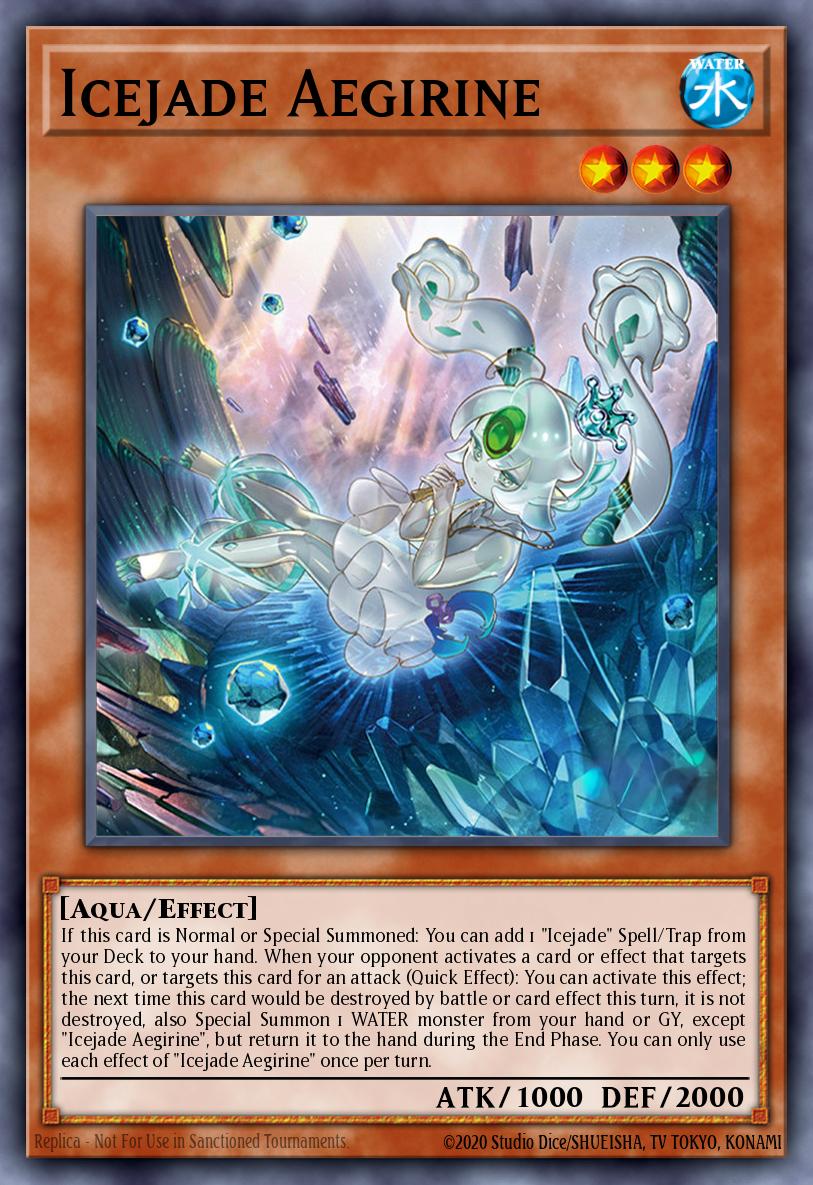 Icejade Aegirine
WATER
水
[Aqua/Effect]
If this card is Normal or Special Summoned: You can add 1 "Icejade" Spell/Trap from
your Deck to your hand. When your opponent activates a card or effect that targets
this card, or targets this card for an attack (Quick Effect): You can activate this effect;
the next time this card would be destroyed by battle or card effect this turn, it is not
destroyed, also Special Summon 1 WATER monster from your hand or GY, except
"Icejade Aegirine", but return it to the hand during the End Phase. You can only use
each effect of "Icejade Aegirine" once per turn.
ATK/1000 DEF/2000
Replica - Not For Use in Sanctioned Tournaments.
©2020 Studio Dice/SHUEISHA, TV TOKYO, KONAMI